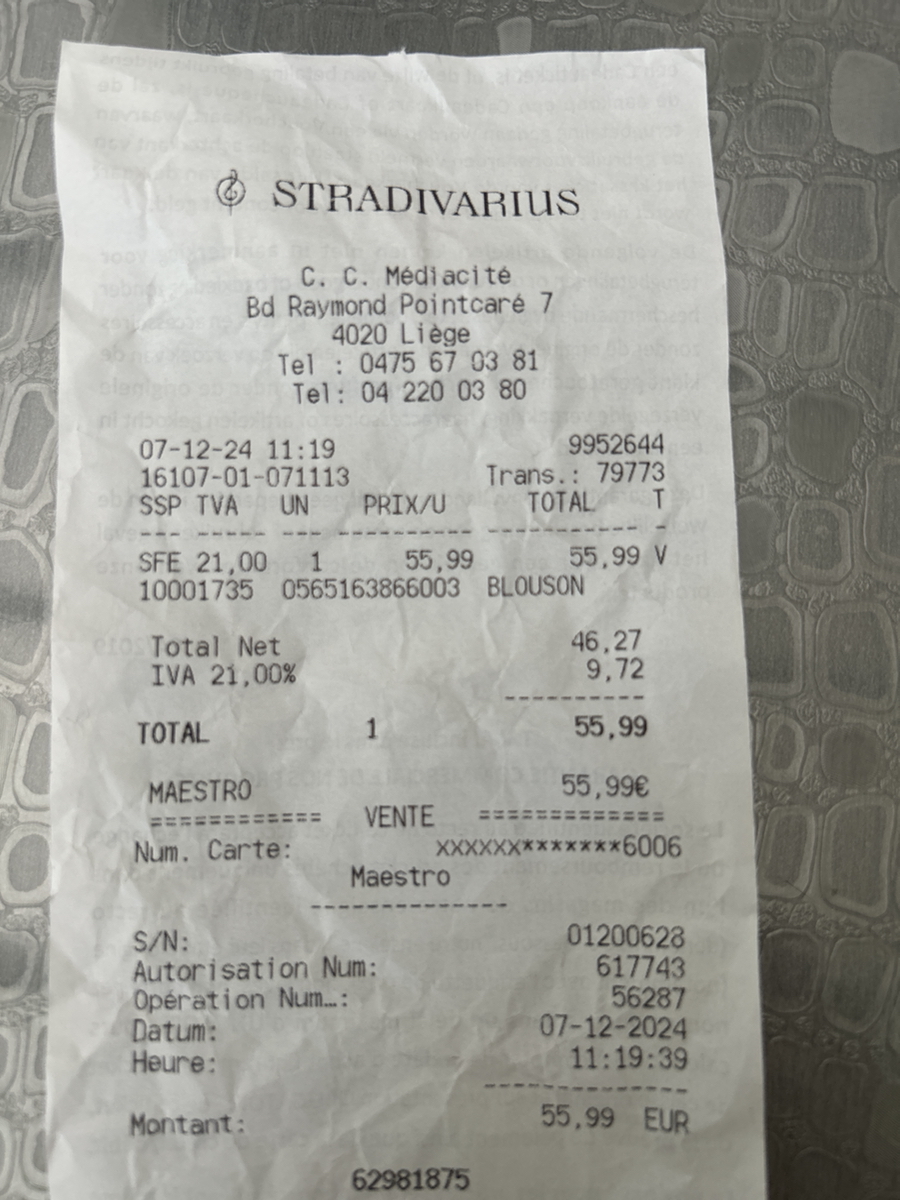 STRADIVARIUS
C. C. Médiacité
Bd Raymond Pointcaré 7
4020 Liège
Tel : 0475 67 03 81
Tel: 04 220 03 80
07-12-24 11:19 9952644
16107-01-071113 Trans.: 79773
SSP TVA UN PRIX/U TOTAL T
--- ------ --- ----------- ------------ -
SFE 21,00 1 55,99 55,99 V
10001735 0565163866003 BLOUSON
Total Net 46,27
IVA 21,00% 9,72
----------
TOTAL 1 55,99
MAESTRO 55,99€
============ VENTE =============
Num. Carte: xxxxxx*******6006
Maestro
--------------
S/N: 01200628
Autorisation Num: 617743
Opération Num…: 56287
Datum: 07-12-2024
Heure: 11:19:39
--------------
Montant: 55,99 EUR
62981875